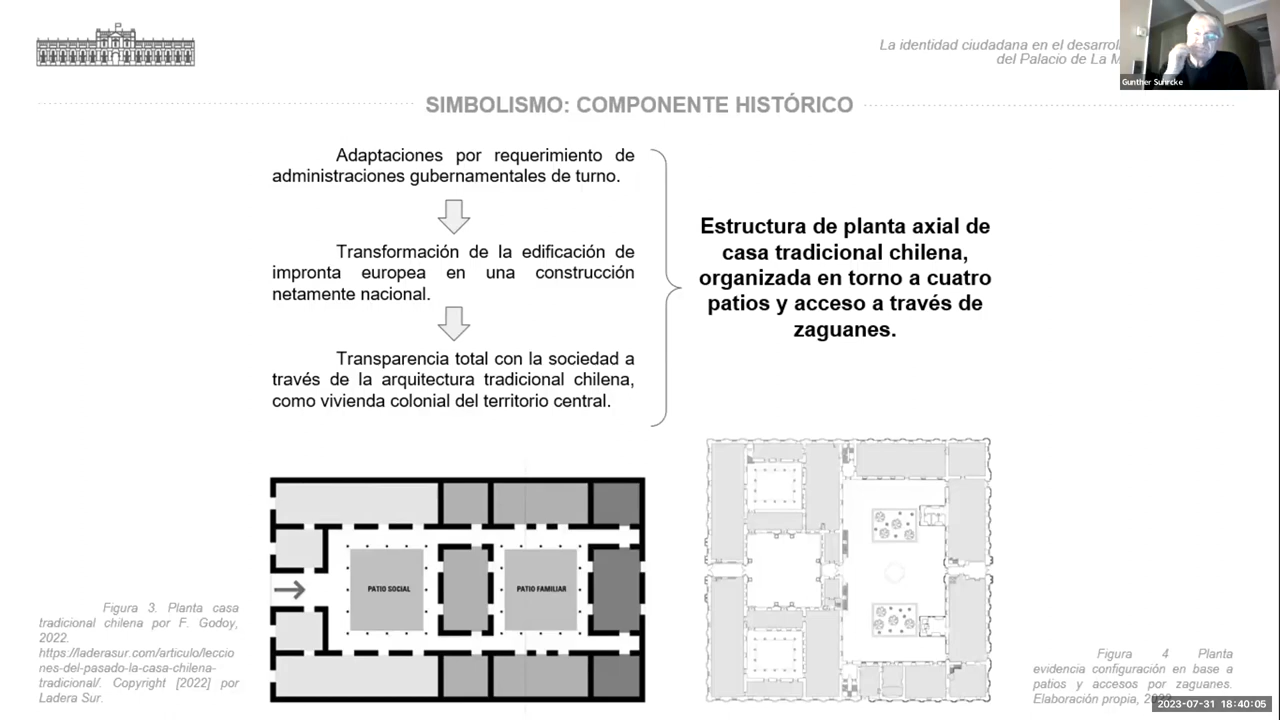 La identidad ciudadana en el
del Palacio de La
Gunther Suhrcke
SIMBOLISMO: COMPONENTE HISTÓRICO
Adaptaciones por requerimiento de
administraciones gubernamentales de turno.
Transformación de la edificación de
impronta europea en una construcción
netamente nacional.
Transparencia total con la sociedad a
través de la arquitectura tradicional chilena,
como vivienda colonial del territorio central.
Estructura de planta axial de
casa tradicional chilena,
organizada en torno a cuatro
patios y acceso a través de
zaguanes.
PATIO SOCIAL
PATIO FAMILIAR
Figura 3. Planta casa
tradicional chilena por F. Godoy,
2022.
https://laderasur.com/articulo/leccio
nes-del-pasado-la-casa-chilena-
tradicional/. Copyright [2022] por
Ladera Sur.
Figura 4 Planta
evidencia configuración en base a
patios y accesos por zaguanes.
Elaboración propia,
2023-07-31 18:40:05